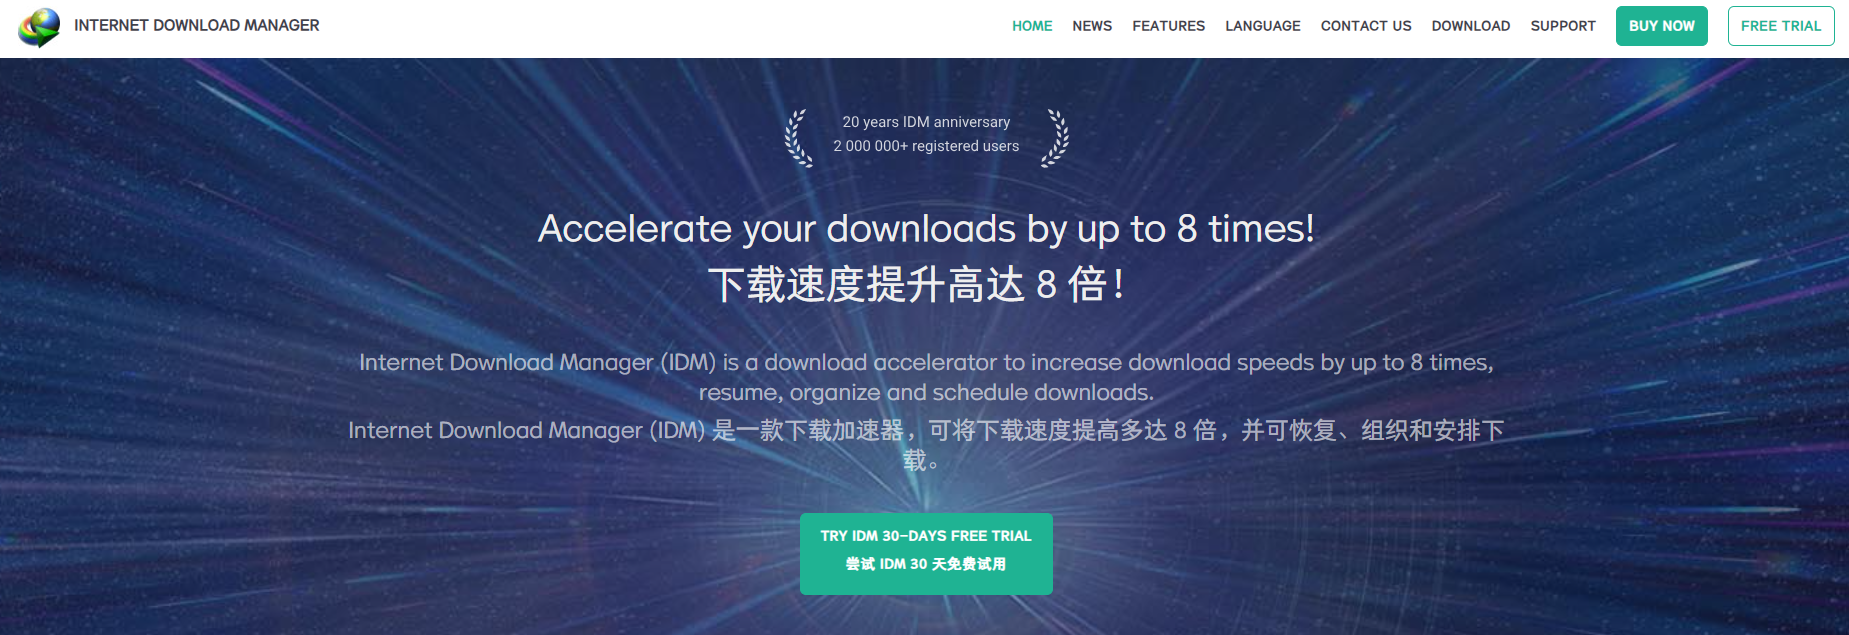 INTERNET DOWNLOAD MANAGER
HOME NEWS FEATURES LANGUAGE CONTACT US DOWNLOAD SUPPORT BUY NOW FREE TRIAL
20 years IDM anniversary
2 000 000+ registered users
Accelerate your downloads by up to 8 times!
下载速度提升高达 8 倍！
Internet Download Manager (IDM) is a download accelerator to increase download speeds by up to 8 times,
resume, organize and schedule downloads.
Internet Download Manager (IDM) 是一款下载加速器，可将下载速度提高多达 8 倍，并可恢复、组织和安排下
载。
TRY IDM 30-DAYS FREE TRIAL
尝试 IDM 30 天免费试用